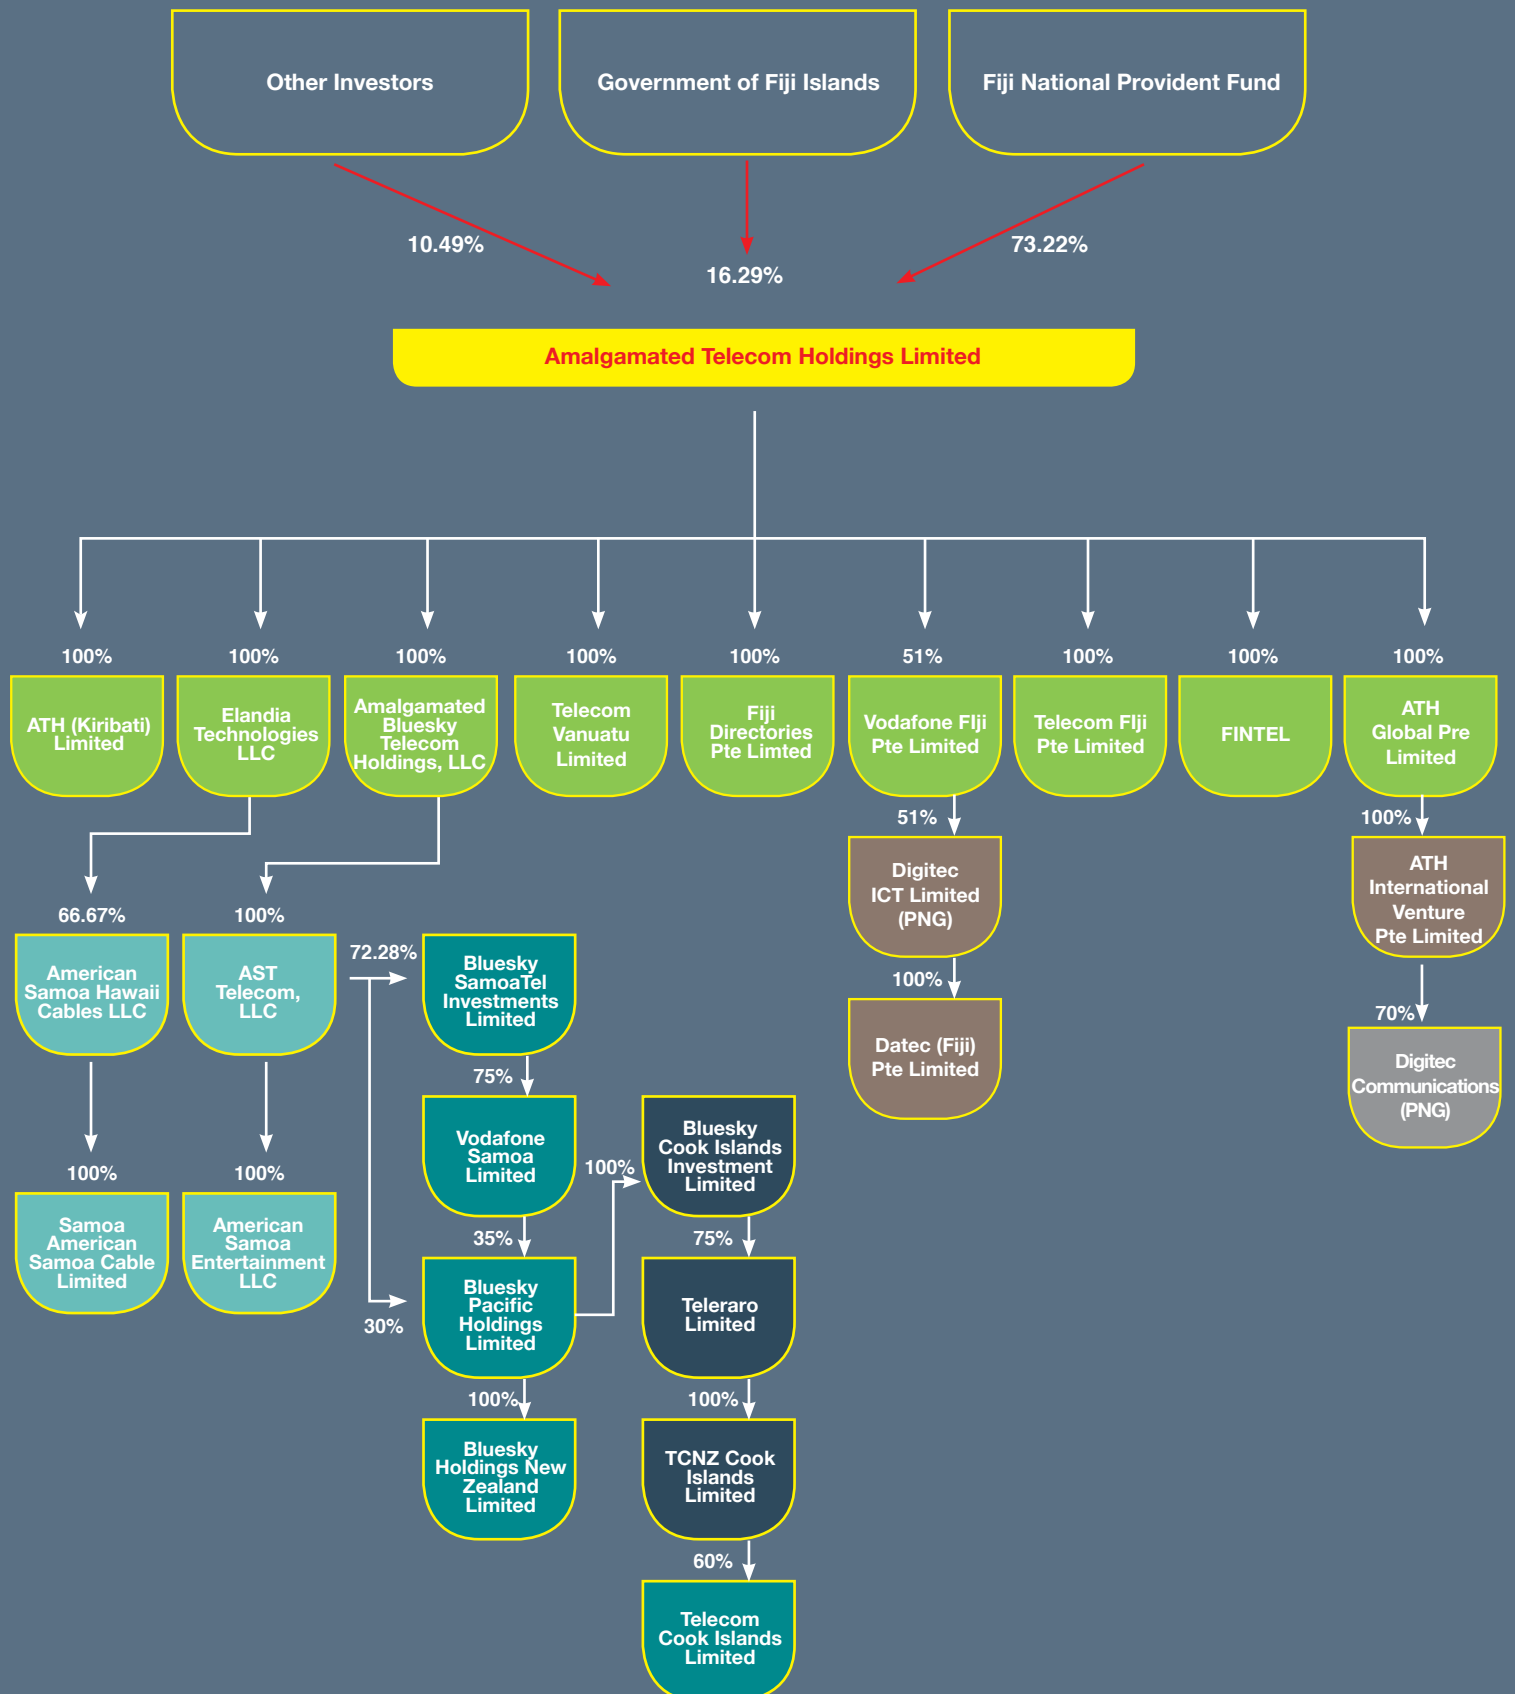 Other Investors
Government of Fiji Islands
Fiji National Provident Fund
10.49%
16.29%
73.22%
Amalgamated Telecom Holdings Limited
100%
100%
100%
100%
100%
51%
100%
100%
100%
ATH (Kiribati)
Limited
Elandia
Technologies
LLC
Amalgamated
Bluesky
Telecom
Holdings, LLC
Telecom
Vanuatu
Limited
Fiji
Directories
Pte Limted
Vodafone FIji
Pte Limited
Telecom FIji
Pte Limited
FINTEL
ATH
Global Pre
Limited
51%
100%
Digitec
ICT Limited
(PNG)
ATH
International
Venture
Pte Limited
66.67%
100%
American
Samoa Hawaii
Cables LLC
AST
Telecom,
LLC
72.28%
Bluesky
SamoaTel
Investments
Limited
100%
Datec (Fiji)
Pte Limited
70%
Digitec
Communications
(PNG)
75%
Vodafone
Samoa
Limited
100%
Bluesky
Cook Islands
Investment
Limited
100%
100%
Samoa
American
Samoa Cable
Limited
American
Samoa
Entertainment
LLC
35%
75%
30%
Bluesky
Pacific
Holdings
Limited
Teleraro
Limited
100%
100%
Bluesky
Holdings New
Zealand
Limited
TCNZ Cook
Islands
Limited
60%
Telecom
Cook Islands
Limited